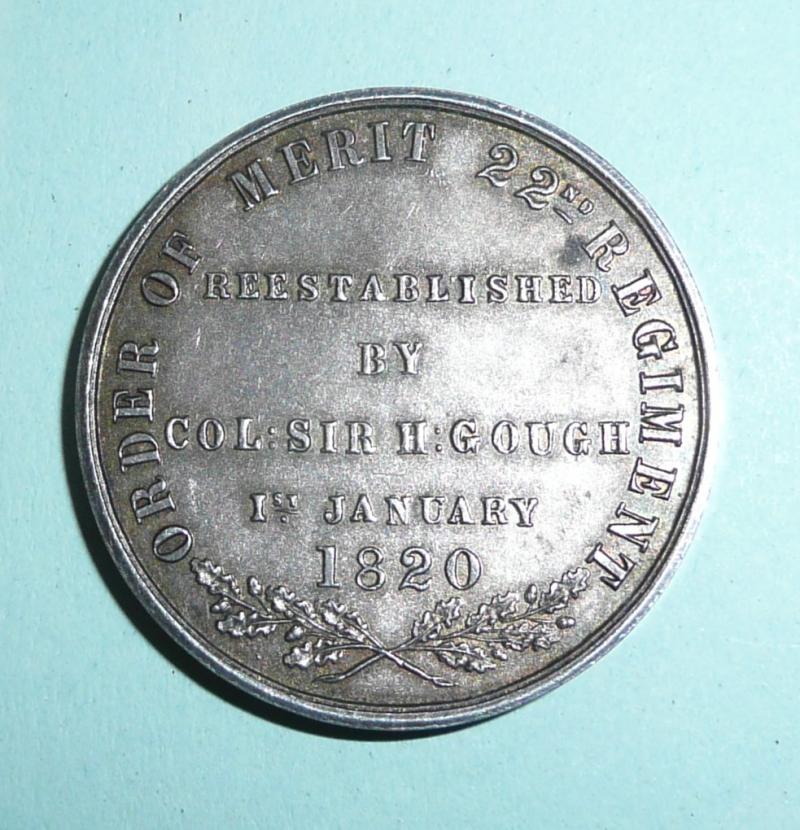 ORDER OF MERIT 22ND REGIMENT
REESTABLISHED
BY
COL: SIR H: GOUGH
1ST JANUARY
1820